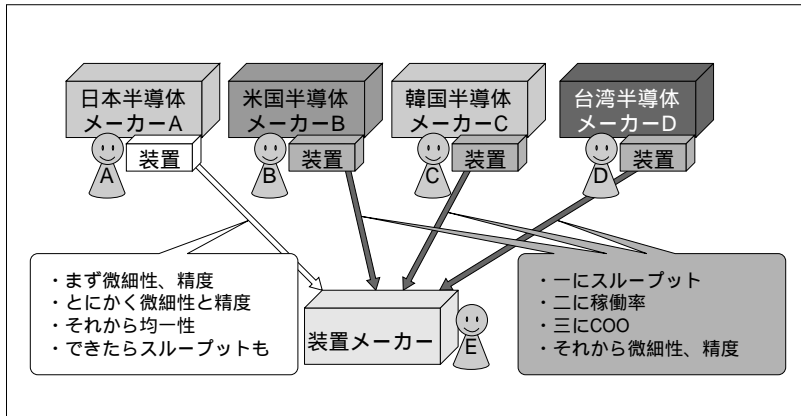 日本半導体
メーカーA
米国半導体
メーカーB
韓国半導体
メーカーC
台湾半導体
メーカーD
装置
装置
装置
装置
A
B
C
D
・まず微細性、精度
・とにかく微細性と精度
・それから均一性
・できたらスループットも
装置メーカー
E
・一にスループット
・二に稼働率
・三にCOO
・それから微細性、精度